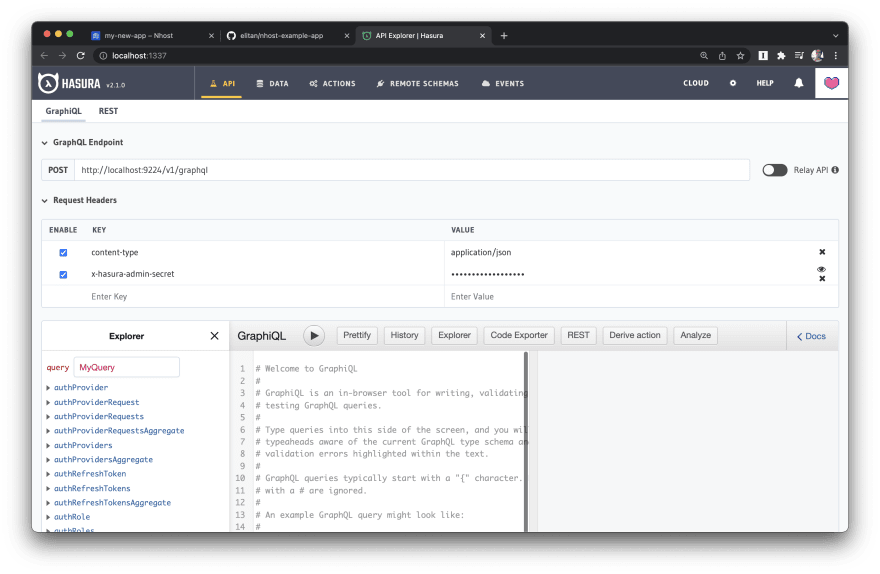 my-new-app – Nhost
elitan/nhost-example-app
API Explorer | Hasura
localhost:1337
HASURA v2.1.0
API
DATA
ACTIONS
REMOTE SCHEMAS
EVENTS
CLOUD
HELP
GraphiQL
REST
GraphQL Endpoint
POST
http://localhost:9224/v1/graphql
Relay API
Request Headers
ENABLE
KEY
VALUE
content-type
application/json
x-hasura-admin-secret
••••••••••••••••••
Enter Key
Enter Value
Explorer
GraphiQL
Prettify
History
Explorer
Code Exporter
REST
Derive action
Analyze
Docs
query MyQuery
authProvider
authProviderRequest
authProviderRequests
authProviderRequestsAggregate
authProviders
authProvidersAggregate
authRefreshToken
authRefreshTokens
authRefreshTokensAggregate
authRole
authRoles
1 # Welcome to GraphiQL
2 #
3 # GraphiQL is an in-browser tool for writing, validating
4 # testing GraphQL queries.
5 #
6 # Type queries into this side of the screen, and you wil
7 # typeaheads aware of the current GraphQL type schema an
8 # validation errors highlighted within the text.
9 #
10 # GraphQL queries typically start with a "{" character.
11 # with a # are ignored.
12 #
13 # An example GraphQL query might look like:
14 #